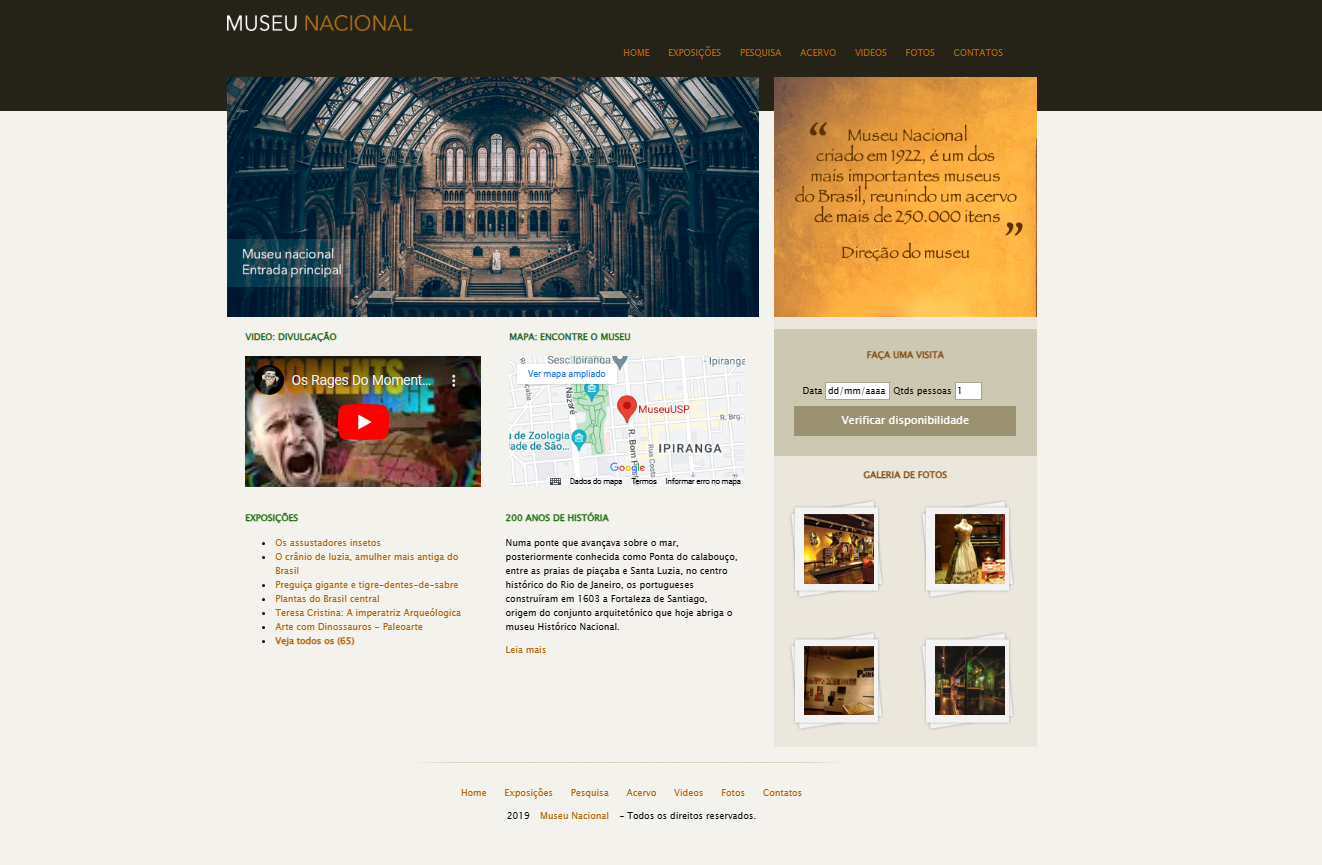 MUSEU NACIONAL
HOME EXPOSIÇÕES PESQUISA ACERVO VIDEOS FOTOS CONTATOS
Museu nacional
Entrada principal
“ Museu Nacional
criado em 1922, é um dos
mais importantes museus
do Brasil, reunindo um acervo
de mais de 250.000 itens ”
Direção do museu
VIDEO: DIVULGAÇÃO
Os Rages Do Moment...
MAPA: ENCONTRE O MUSEU
Sesc Ipiranga
Ipiranga
Ver mapa ampliado
Nazaré
MuseuUSP
R. Brg.
u de Zoologia
dade de São...
R. Bom Past
Rua Costa
IPIRANGA
Google
Dados do mapa Termos Informar erro no mapa
FAÇA UMA VISITA
Data dd/mm/aaaa Qtds pessoas 1
Verificar disponibilidade
EXPOSIÇÕES
Os assustadores insetos
O crânio de luzia, amulher mais antiga do
Brasil
Preguiça gigante e tigre-dentes-de-sabre
Plantas do Brasil central
Teresa Cristina: A imperatriz Arqueólogica
Arte com Dinossauros - Paleoarte
Veja todos os (65)
200 ANOS DE HISTÓRIA
Numa ponte que avançava sobre o mar,
posteriormente conhecida como Ponta do calabouço,
entre as praias de piaçaba e Santa Luzia, no centro
histórico do Rio de Janeiro, os portugueses
construíram em 1603 a Fortaleza de Santiago,
origem do conjunto arquitetónico que hoje abriga o
museu Histórico Nacional.
Leia mais
GALERIA DE FOTOS
Home Exposições Pesquisa Acervo Videos Fotos Contatos
2019 Museu Nacional - Todos os direitos reservados.